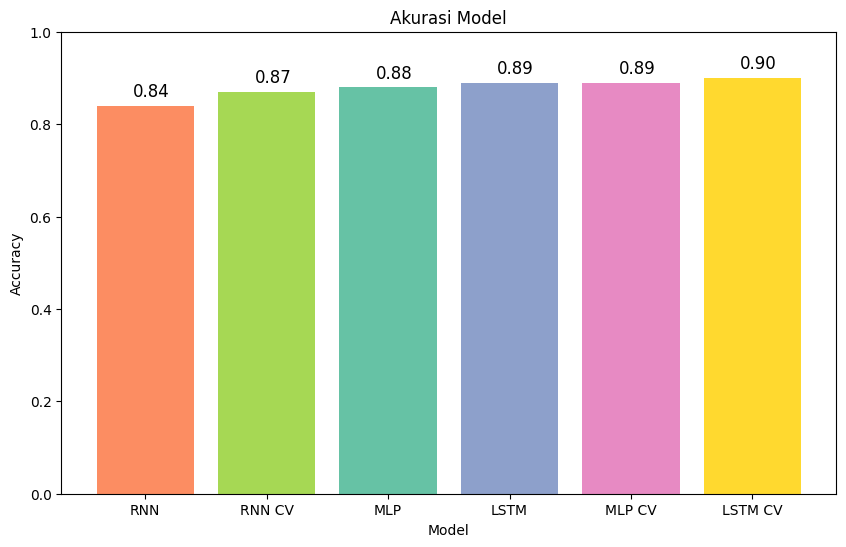 Akurasi Model
1.0
0.8
0.6
0.4
0.2
0.0
Accuracy
0.84
0.87
0.88
0.89
0.89
0.90
RNN
RNN CV
MLP
LSTM
MLP CV
LSTM CV
Model